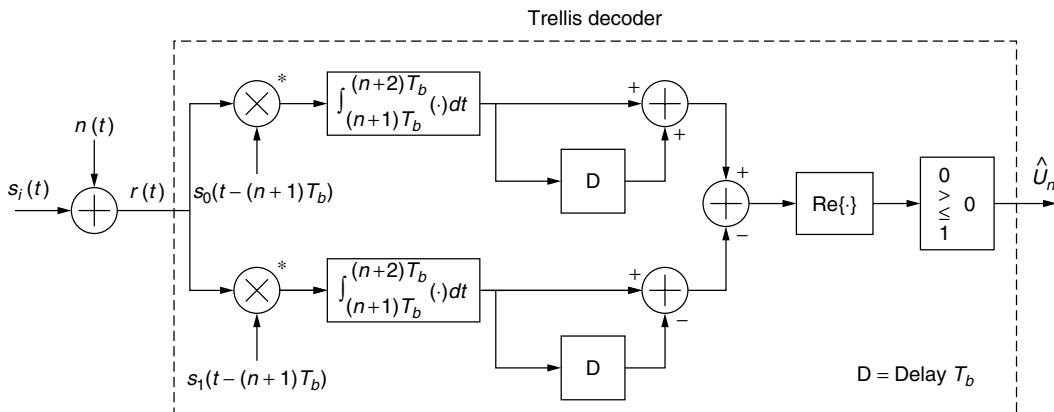 Trellis decoder
n(t)
s_i(t)
r(t)
*
s_0(t−(n+1)T_b)
∫_{(n+1)T_b}^{(n+2)T_b}(·)dt
D
+
+
*
s_1(t−(n+1)T_b)
∫_{(n+1)T_b}^{(n+2)T_b}(·)dt
D
+
−
+
−
Re{·}
0
>
≤ 0
1
Û_n
D = Delay T_b